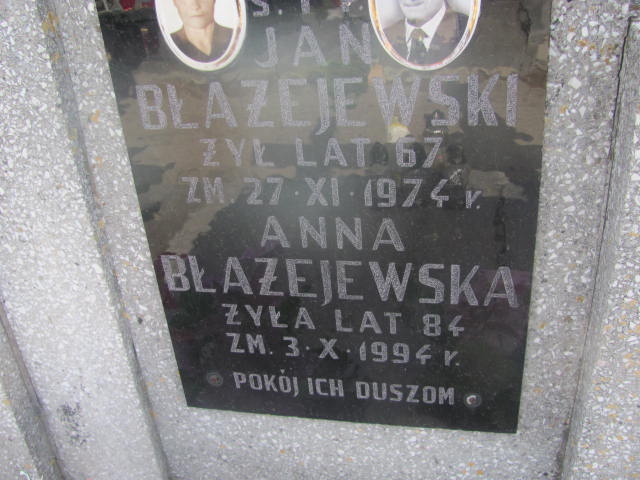 Ś. † P.
JAN
BŁAŻEJEWSKI
ŻYŁ LAT 67
ZM. 27·XI·1974 r.
ANNA
BŁAŻEJEWSKA
ŻYŁA LAT 84
ZM. 3·X·1994 r.
POKÓJ ICH DUSZOM